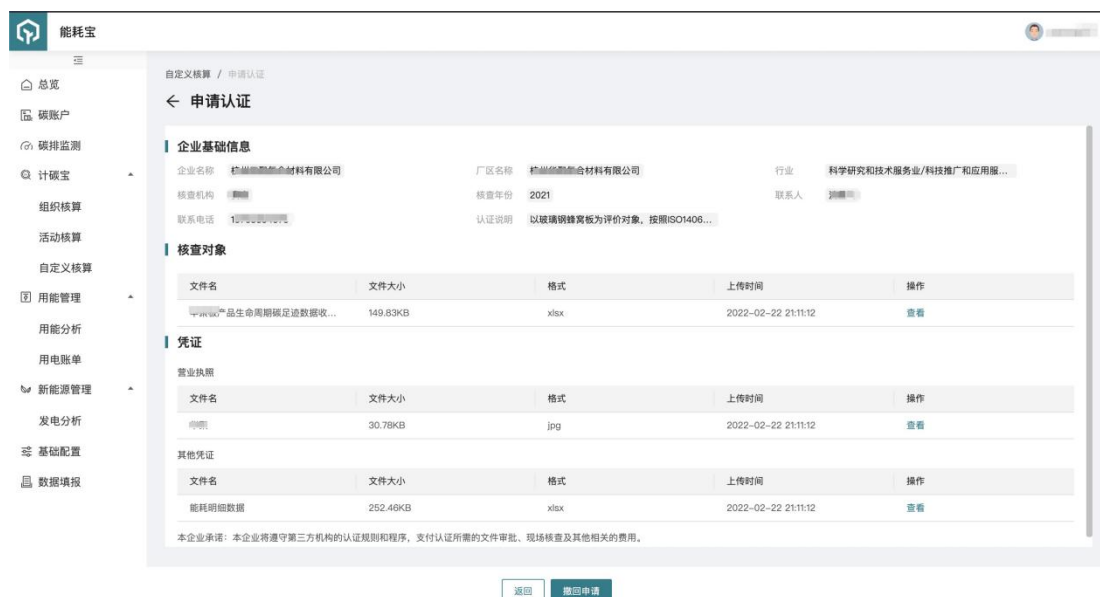 能耗宝
总览
碳账户
碳排监测
计碳宝
组织核算
活动核算
自定义核算
用能管理
用能分析
用电账单
新能源管理
发电分析
基础配置
数据填报
自定义核算 / 申请认证
← 申请认证
企业基础信息
企业名称 材料有限公司 厂区名称 合材料有限公司 行业 科学研究和技术服务业/科技推广和应用服...
核查机构 核查年份 2021 联系人
联系电话 认证说明 以玻璃钢蜂窝板为评价对象，按照ISO1406...
核查对象
文件名 文件大小 格式 上传时间 操作
产品生命周期碳足迹数据收... 149.83KB xlsx 2022-02-22 21:11:12 查看
凭证
营业执照
文件名 文件大小 格式 上传时间 操作
30.78KB jpg 2022-02-22 21:11:12 查看
其他凭证
文件名 文件大小 格式 上传时间 操作
能耗明细数据 252.46KB xlsx 2022-02-22 21:11:12 查看
本企业承诺：本企业将遵守第三方机构的认证规则和程序，支付认证所需的文件审批、现场核查及其他相关的费用。
返回 撤回申请